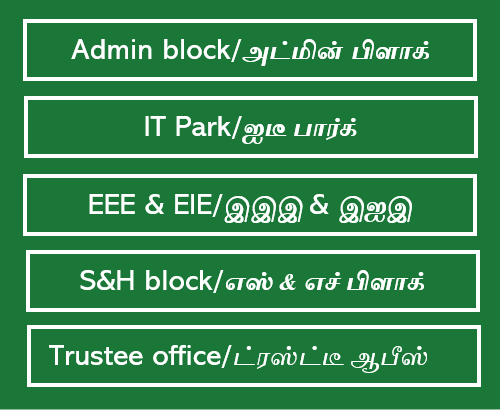 Admin block/அட்மின் பிளாக்
IT Park/ஐடீ பார்க்
EEE & EIE/இஇஇ & இஐஇ
S&H block/எஸ் & எச் பிளாக்
Trustee office/ட்ரஸ்ட்டீ ஆபீஸ்